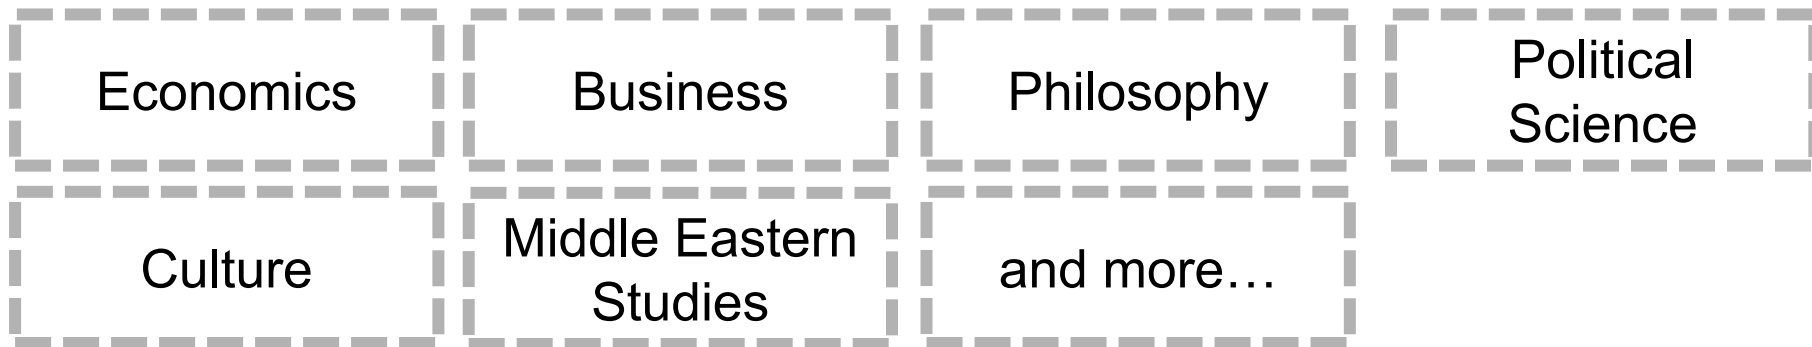 Economics
Business
Philosophy
Political
Science
Culture
Middle Eastern
Studies
and more…